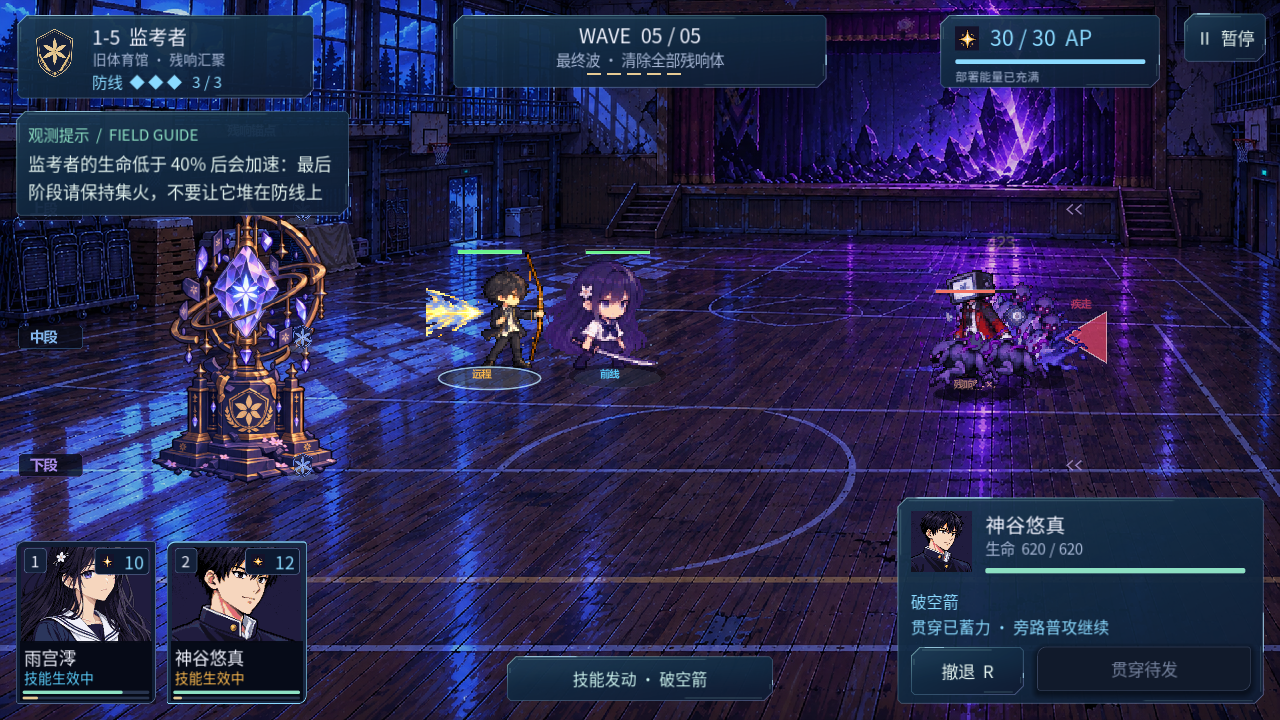 1-5 监考者
旧体育馆 · 残响汇聚
防线 ◆◆◆ 3 / 3
WAVE 05 / 05
最终波 · 清除全部残响体
30 / 30 AP
部署能量已充满
II 暂停
观测提示 / FIELD GUIDE
监考者的生命低于 40% 后会加速：最后
阶段请保持集火，不要让它堆在防线上
<<
疾走
中段
远程
前线
下段
<<
1
10
雨宫澪
技能生效中
2
12
神谷悠真
技能生效中
技能发动 · 破空箭
神谷悠真
生命 620 / 620
破空箭
贯穿已蓄力 · 旁路普攻继续
撤退 R
贯穿待发